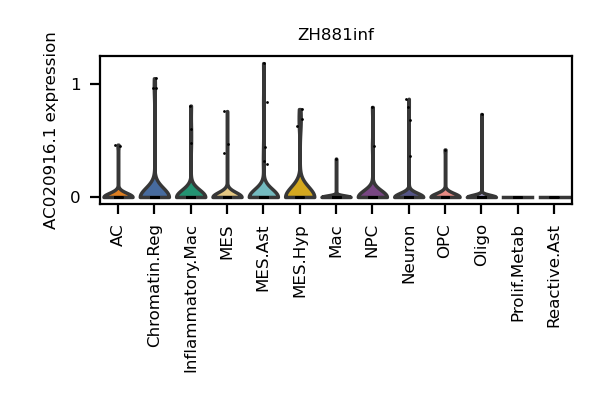 ZH881inf
AC020916.1 expression
1
0
AC
Chromatin.Reg
Inflammatory.Mac
MES
MES.Ast
MES.Hyp
Mac
NPC
Neuron
OPC
Oligo
Prolif.Metab
Reactive.Ast